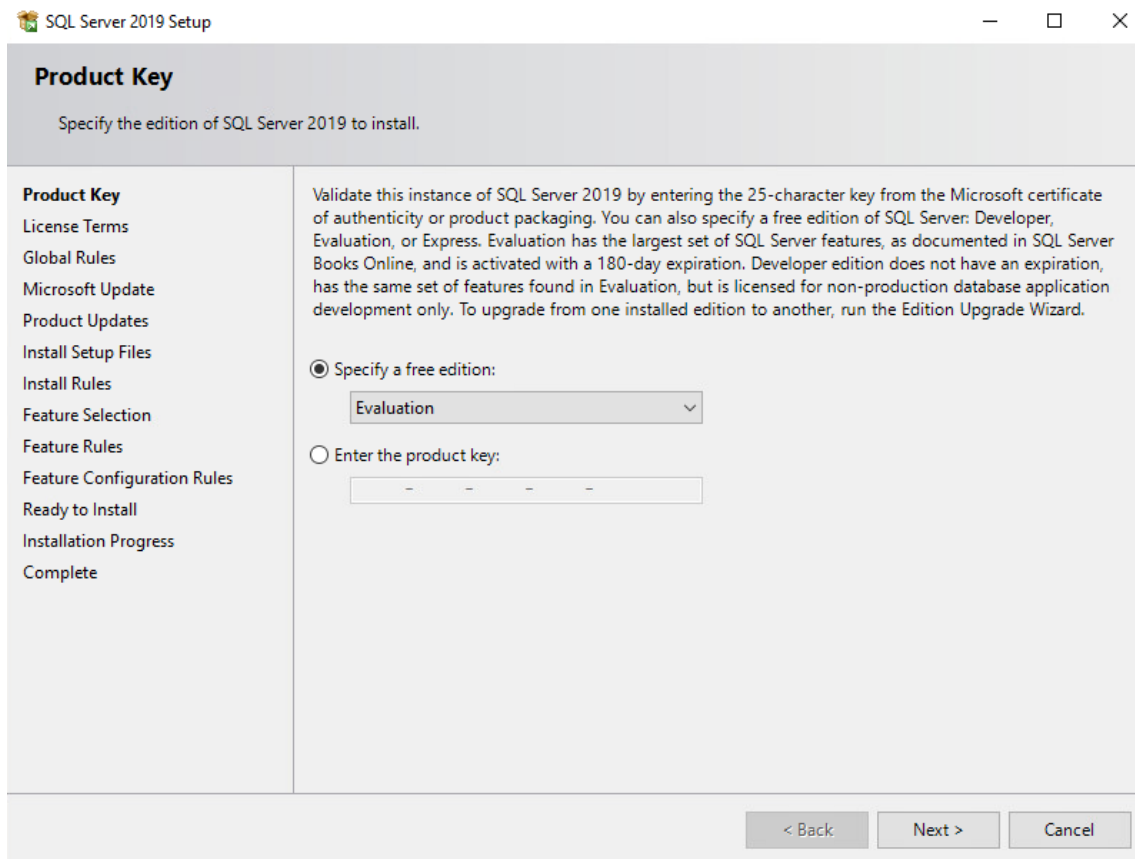 SQL Server 2019 Setup
Product Key
Specify the edition of SQL Server 2019 to install.
Product Key
License Terms
Global Rules
Microsoft Update
Product Updates
Install Setup Files
Install Rules
Feature Selection
Feature Rules
Feature Configuration Rules
Ready to Install
Installation Progress
Complete
Validate this instance of SQL Server 2019 by entering the 25-character key from the Microsoft certificate
of authenticity or product packaging. You can also specify a free edition of SQL Server: Developer,
Evaluation, or Express. Evaluation has the largest set of SQL Server features, as documented in SQL Server
Books Online, and is activated with a 180-day expiration. Developer edition does not have an expiration,
has the same set of features found in Evaluation, but is licensed for non-production database application
development only. To upgrade from one installed edition to another, run the Edition Upgrade Wizard.
Specify a free edition:
Evaluation
Enter the product key:
- - - -
< Back
Next >
Cancel